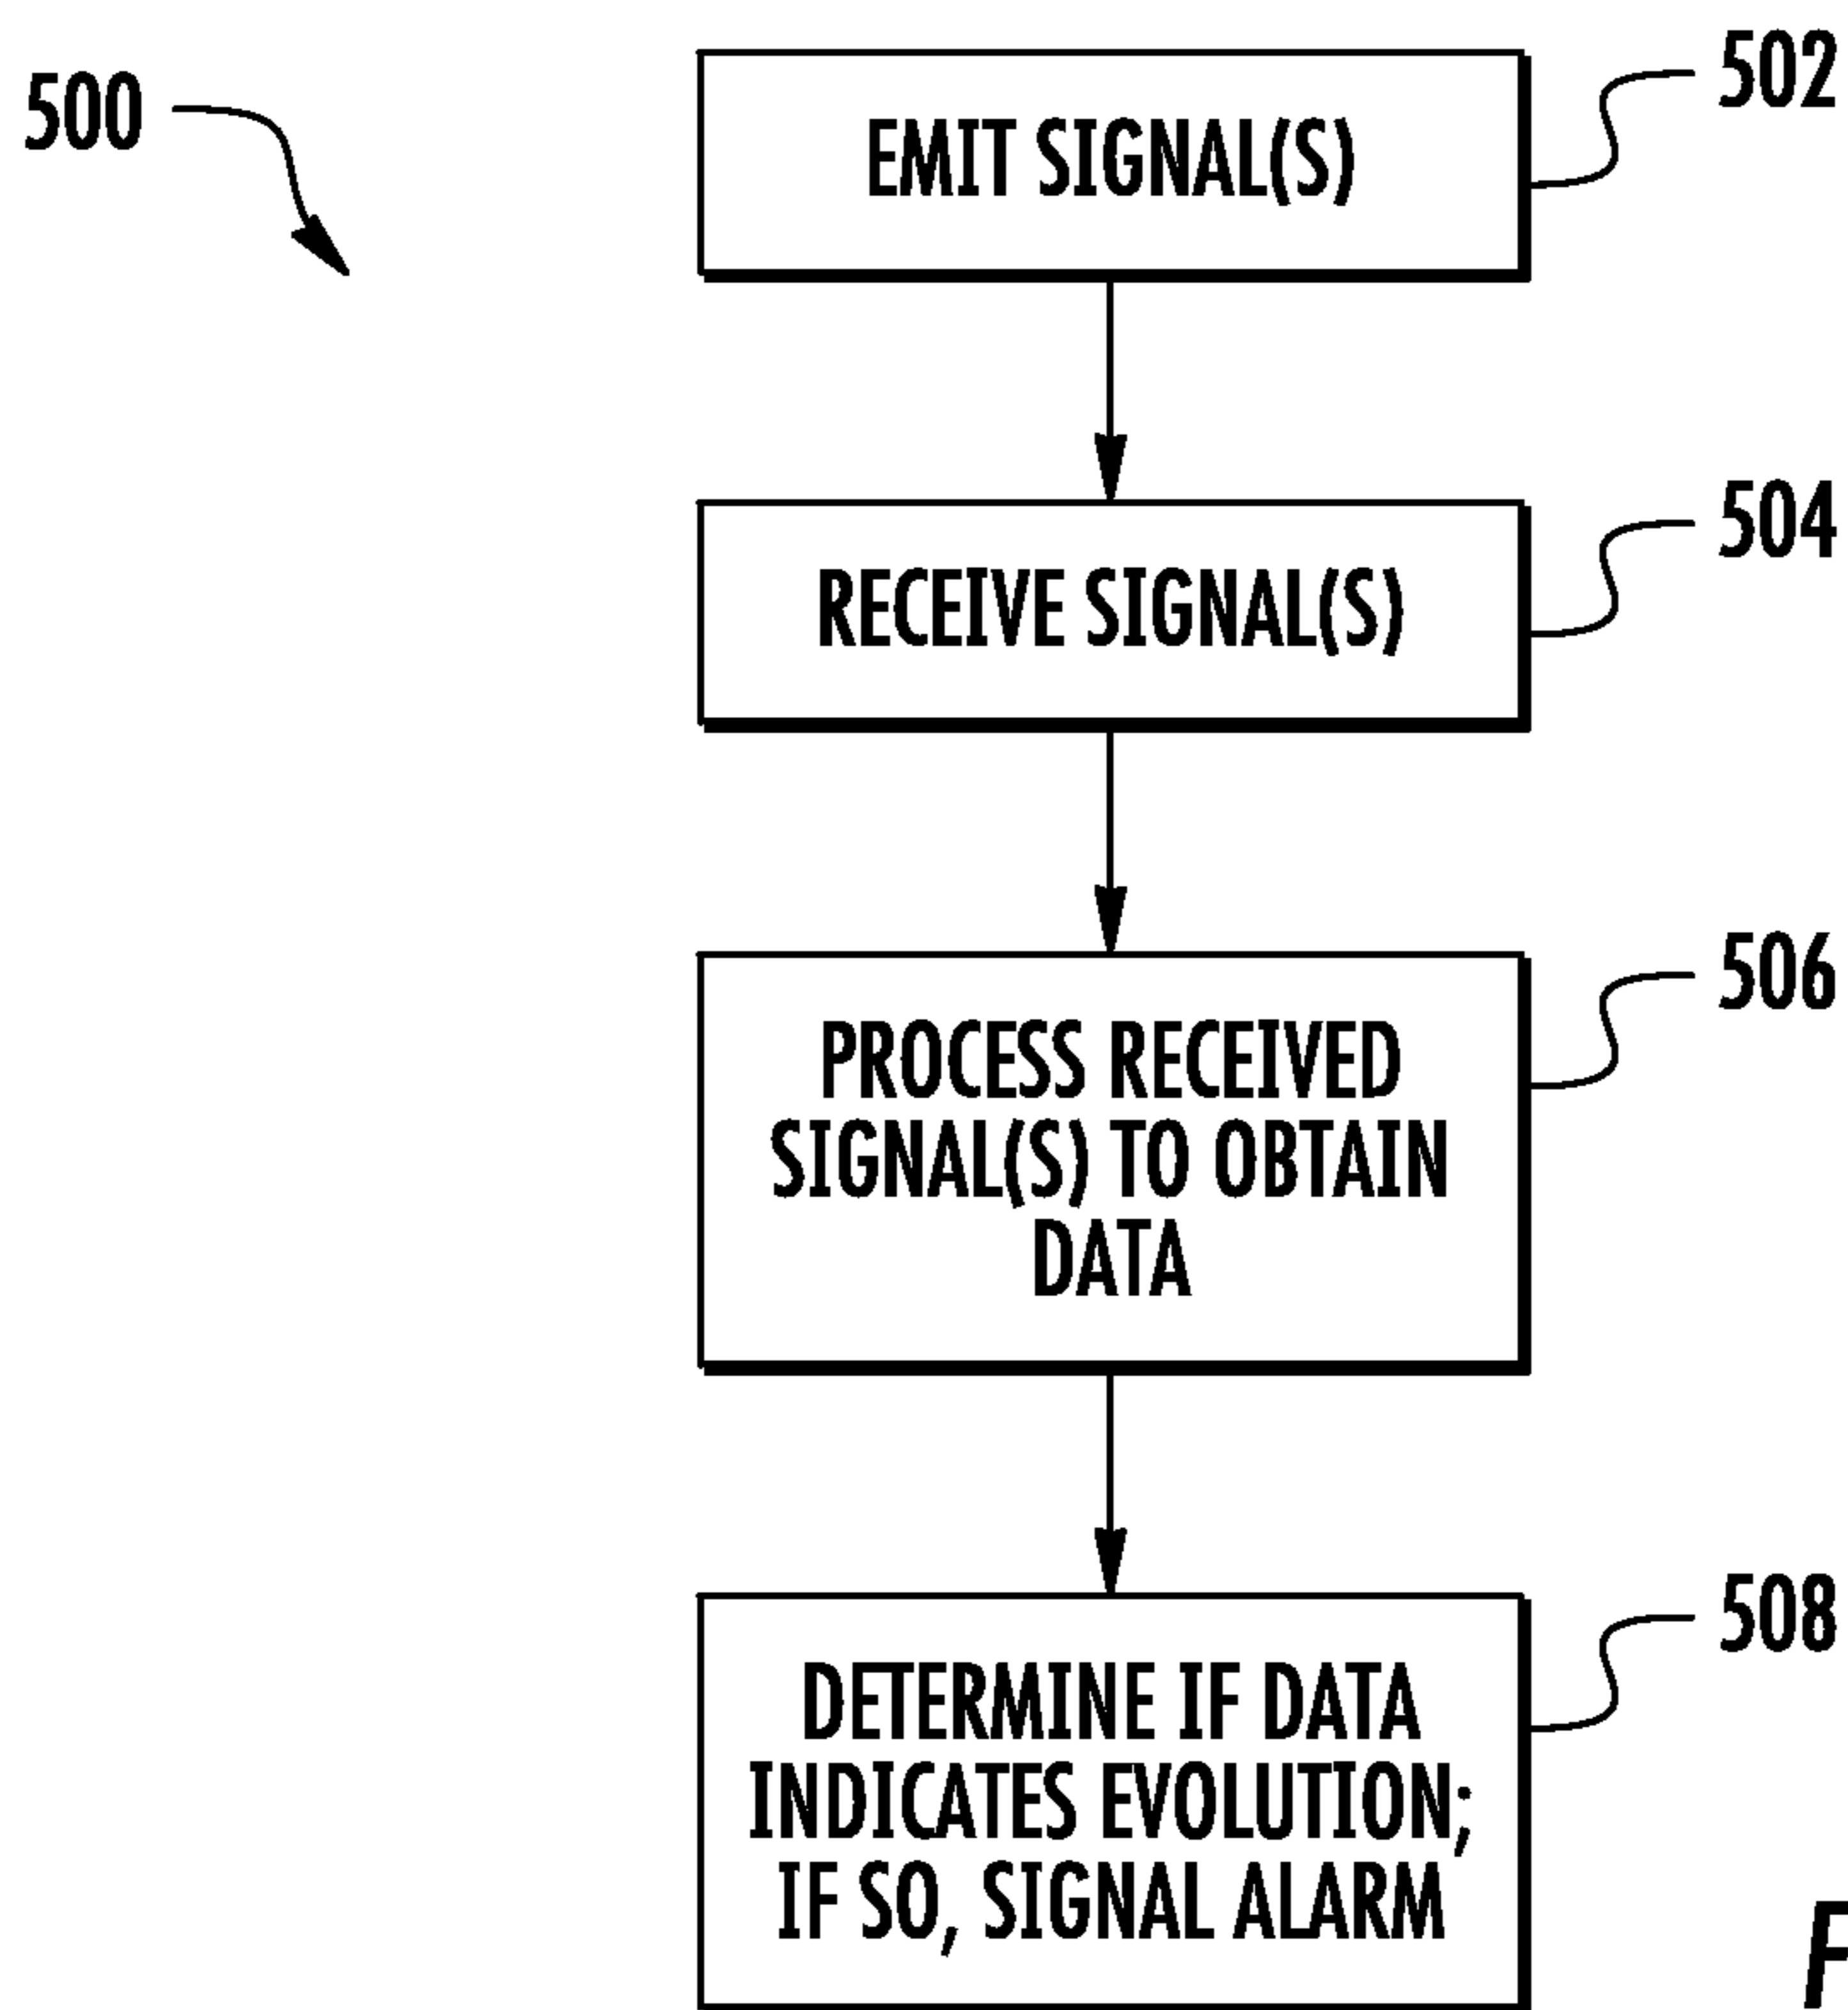 500
502
EMIT SIGNAL(S)
504
RECEIVE SIGNAL(S)
506
PROCESS RECEIVED
SIGNAL(S) TO OBTAIN
DATA
508
DETERMINE IF DATA
INDICATES EVOLUTION;
IF SO, SIGNAL ALARM